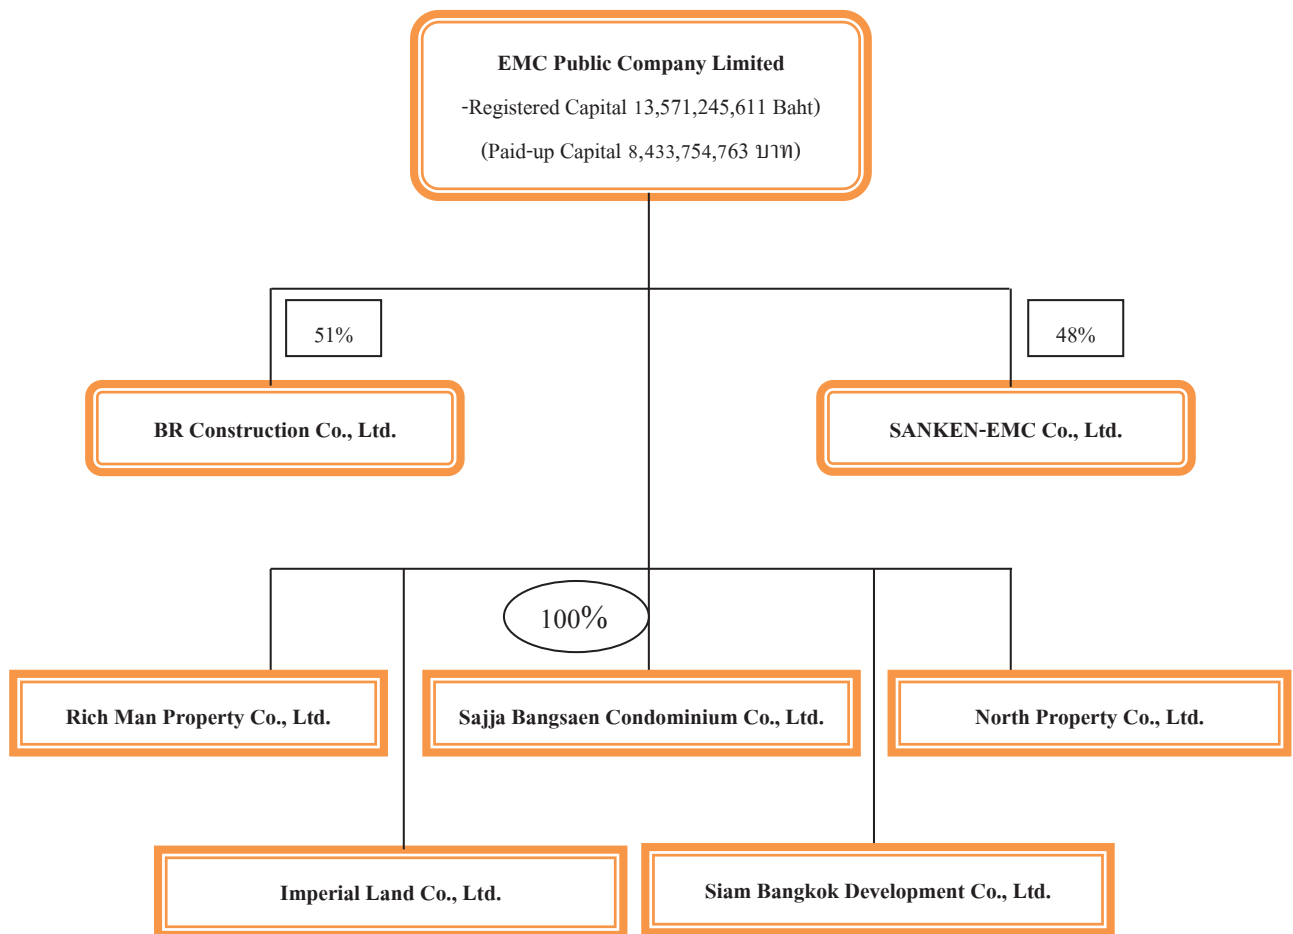 EMC Public Company Limited
-Registered Capital 13,571,245,611 Baht)
(Paid-up Capital 8,433,754,763 บาท)
51%
48%
BR Construction Co., Ltd.
SANKEN-EMC Co., Ltd.
100%
Rich Man Property Co., Ltd.
Sajja Bangsaen Condominium Co., Ltd.
North Property Co., Ltd.
Imperial Land Co., Ltd.
Siam Bangkok Development Co., Ltd.